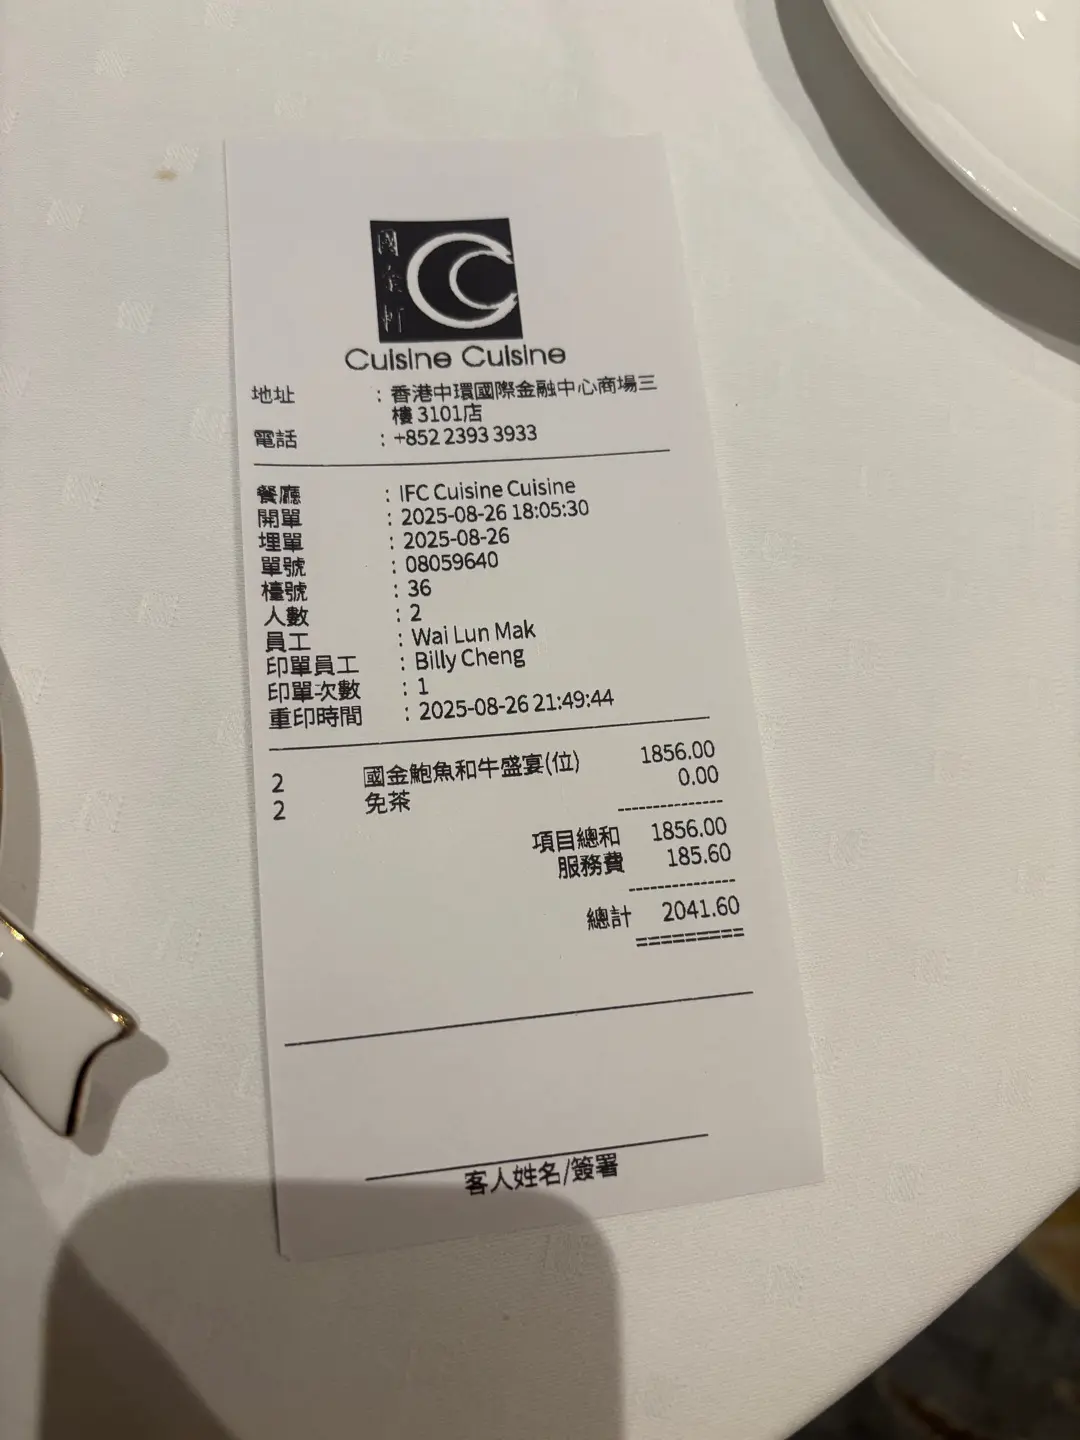 國金軒
Cuisine Cuisine
地址 : 香港中環國際金融中心商場三
樓 3101店
電話 : +852 2393 3933
餐廳 : IFC Cuisine Cuisine
開單 : 2025-08-26 18:05:30
埋單 : 2025-08-26
單號 : 08059640
檯號 : 36
人數 : 2
員工 : Wai Lun Mak
印單員工 : Billy Cheng
印單次數 : 1
重印時間 : 2025-08-26 21:49:44
2 國金鮑魚和牛盛宴(位) 1856.00
2 免茶 0.00
項目總和 1856.00
服務費 185.60
總計 2041.60
客人姓名/簽署